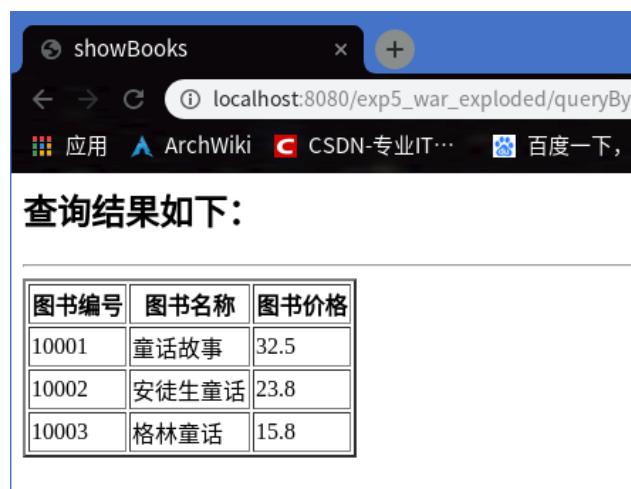 showBooks
localhost:8080/exp5_war_exploded/queryBy
应用 ArchWiki CSDN-专业IT… 百度一下，
查询结果如下：
图书编号 图书名称 图书价格
10001 童话故事 32.5
10002 安徒生童话 23.8
10003 格林童话 15.8